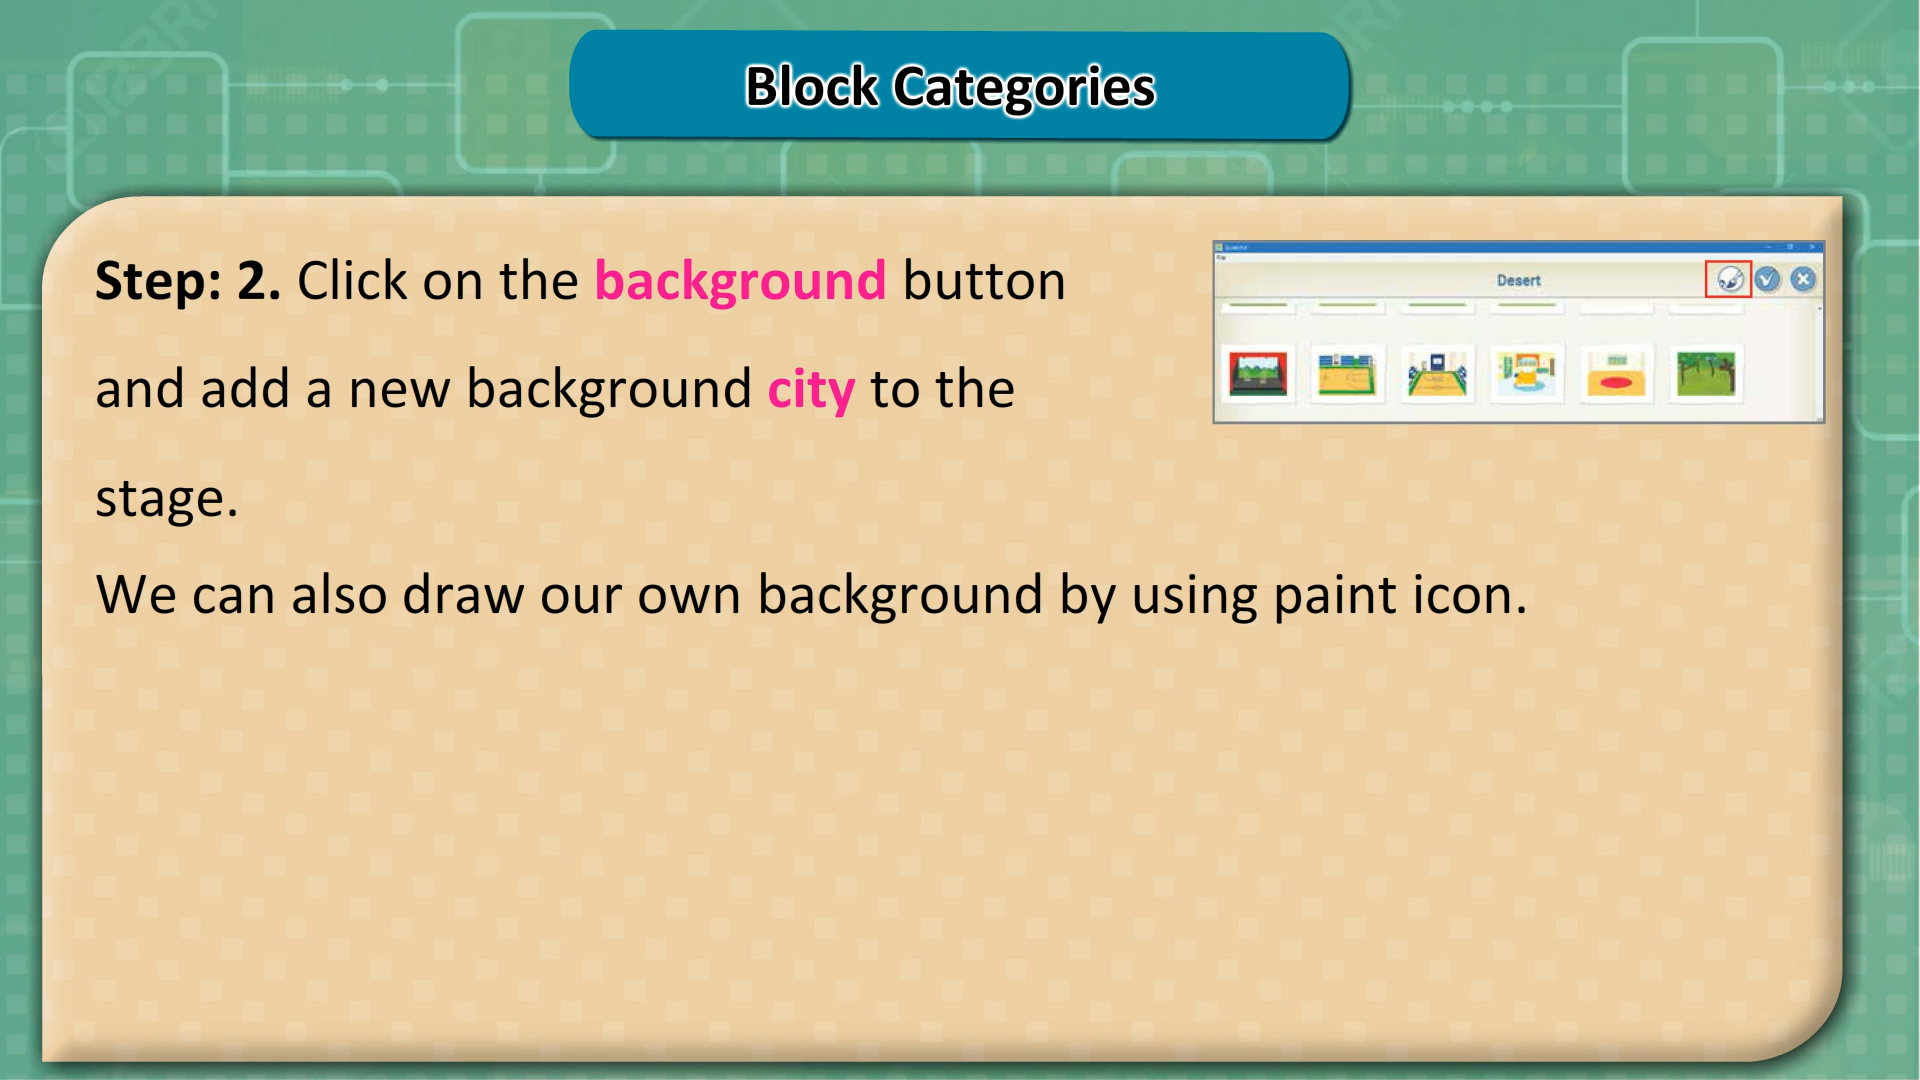 Block Categories
Step: 2. Click on the background button
and add a new background city to the
stage.
We can also draw our own background by using paint icon.
Desert